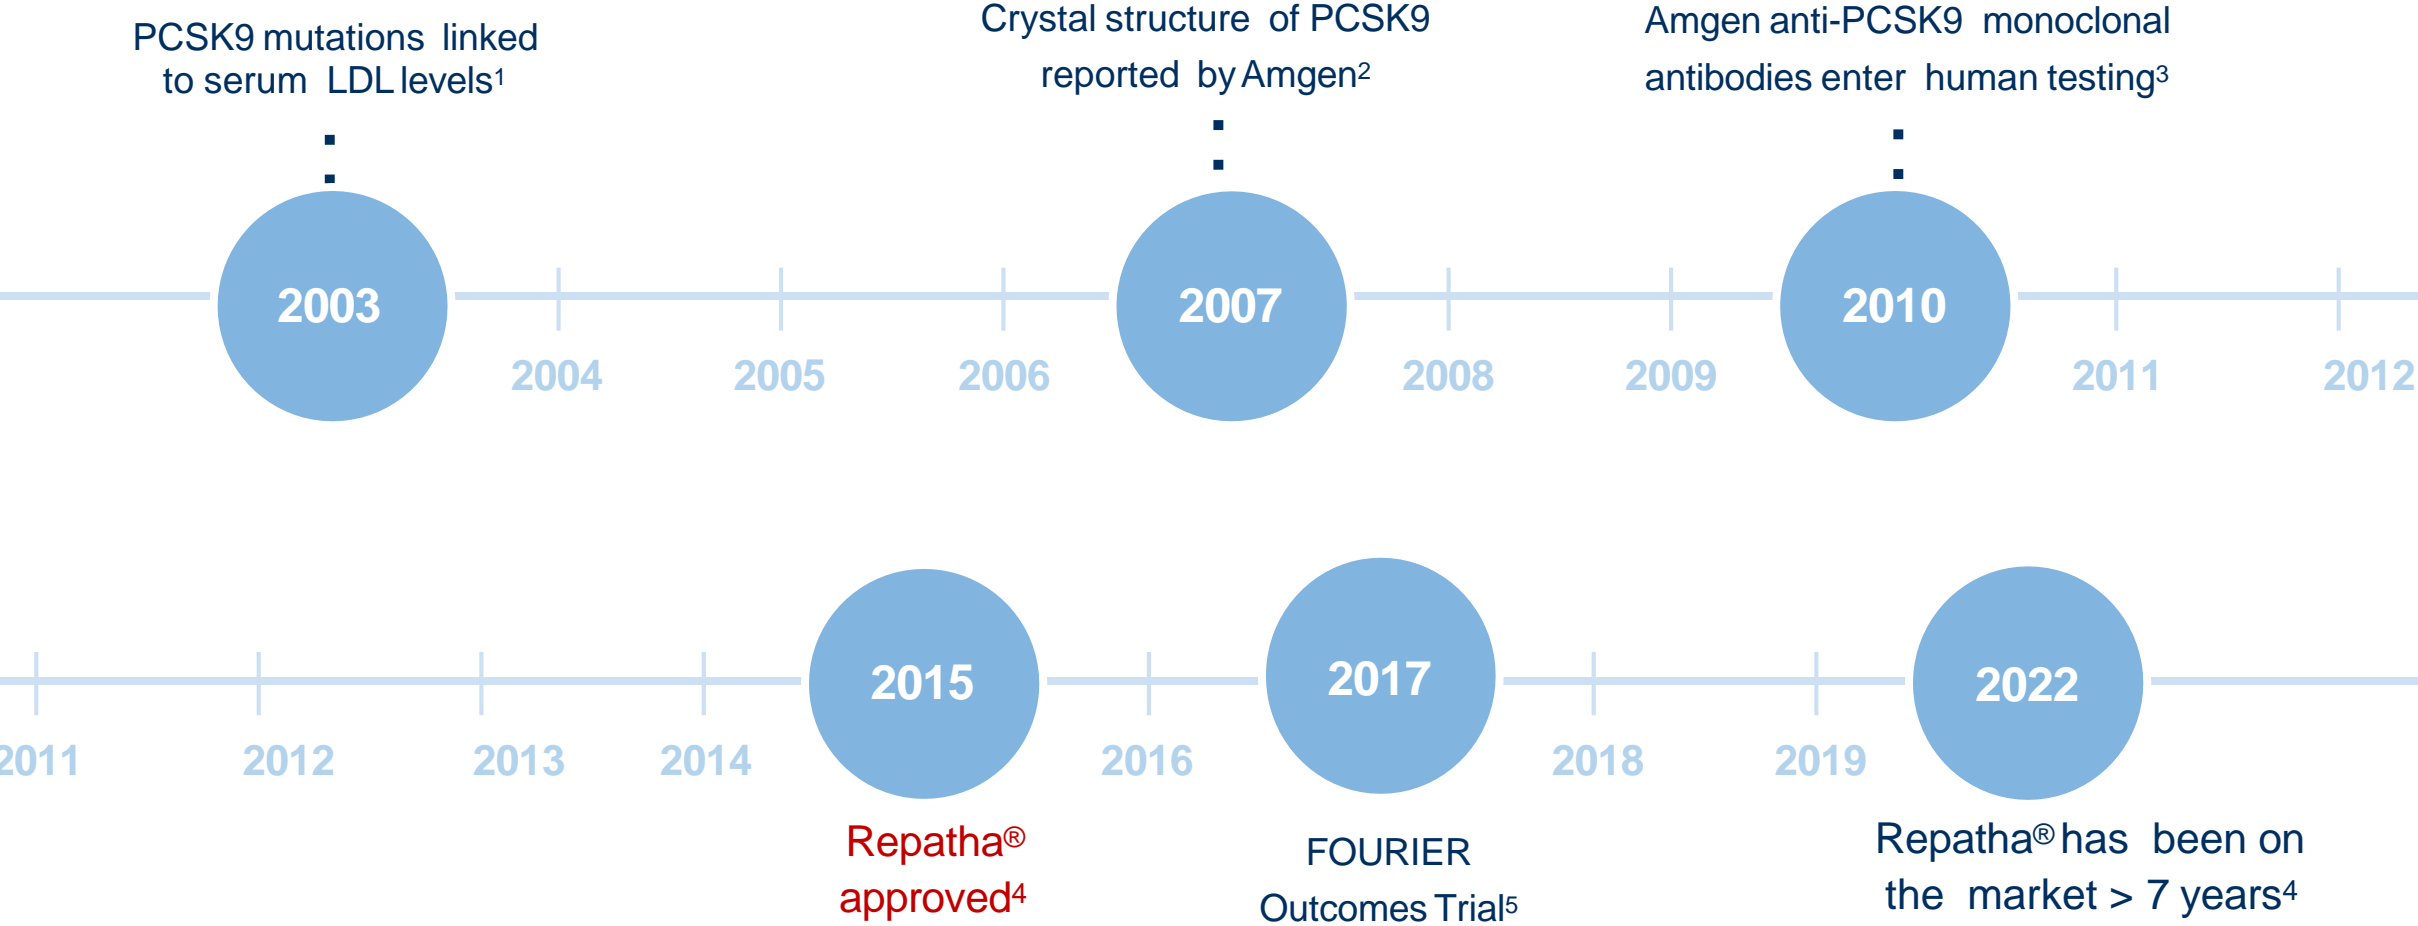 PCSK9 mutations linked
to serum LDL levels¹
Crystal structure of PCSK9
reported by Amgen²
Amgen anti-PCSK9 monoclonal
antibodies enter human testing³
2003
2004
2005
2006
2007
2008
2009
2010
2011
2012
2011
2012
2013
2014
2015
2016
2017
2018
2019
2022
Repatha®
approved⁴
FOURIER
Outcomes Trial⁵
Repatha® has been on
the market > 7 years⁴